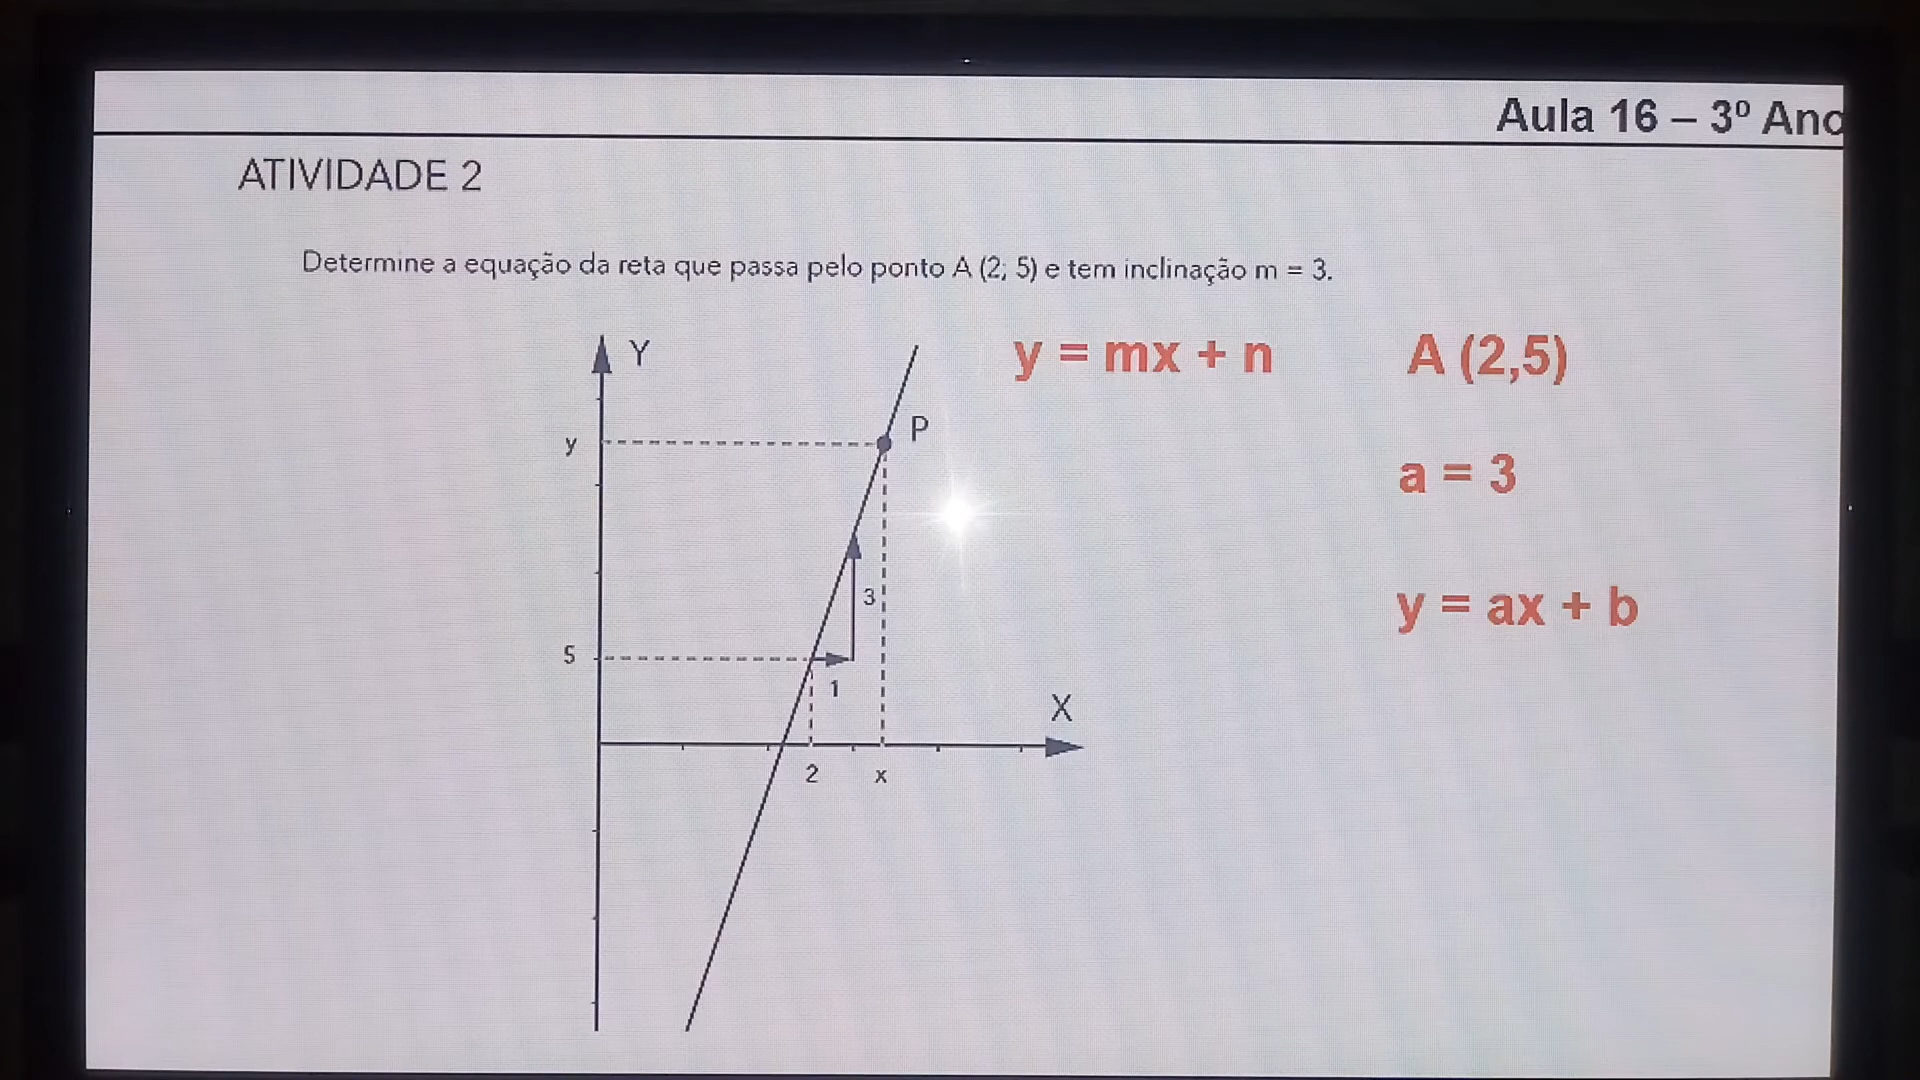 Aula 16 – 3º Ano
ATIVIDADE 2
Determine a equação da reta que passa pelo ponto A (2; 5) e tem inclinação m = 3.
Y
y = mx + n
A (2,5)
P
y
a = 3
3
y = ax + b
5
1
X
2
x